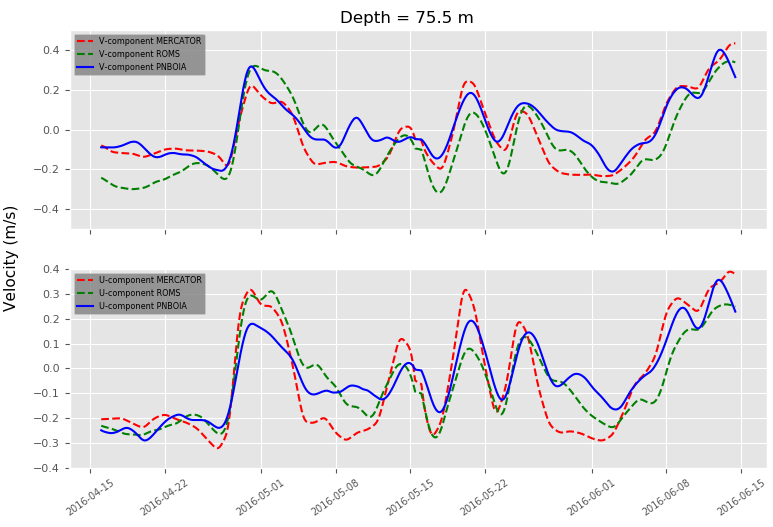 Depth = 75.5 m
V-component MERCATOR
V-component ROMS
V-component PNBOIA
0.4
0.2
0.0
−0.2
−0.4
Velocity (m/s)
U-component MERCATOR
U-component ROMS
U-component PNBOIA
0.4
0.3
0.2
0.1
0.0
−0.1
−0.2
−0.3
−0.4
2016-04-15
2016-04-22
2016-05-01
2016-05-08
2016-05-15
2016-05-22
2016-06-01
2016-06-08
2016-06-15